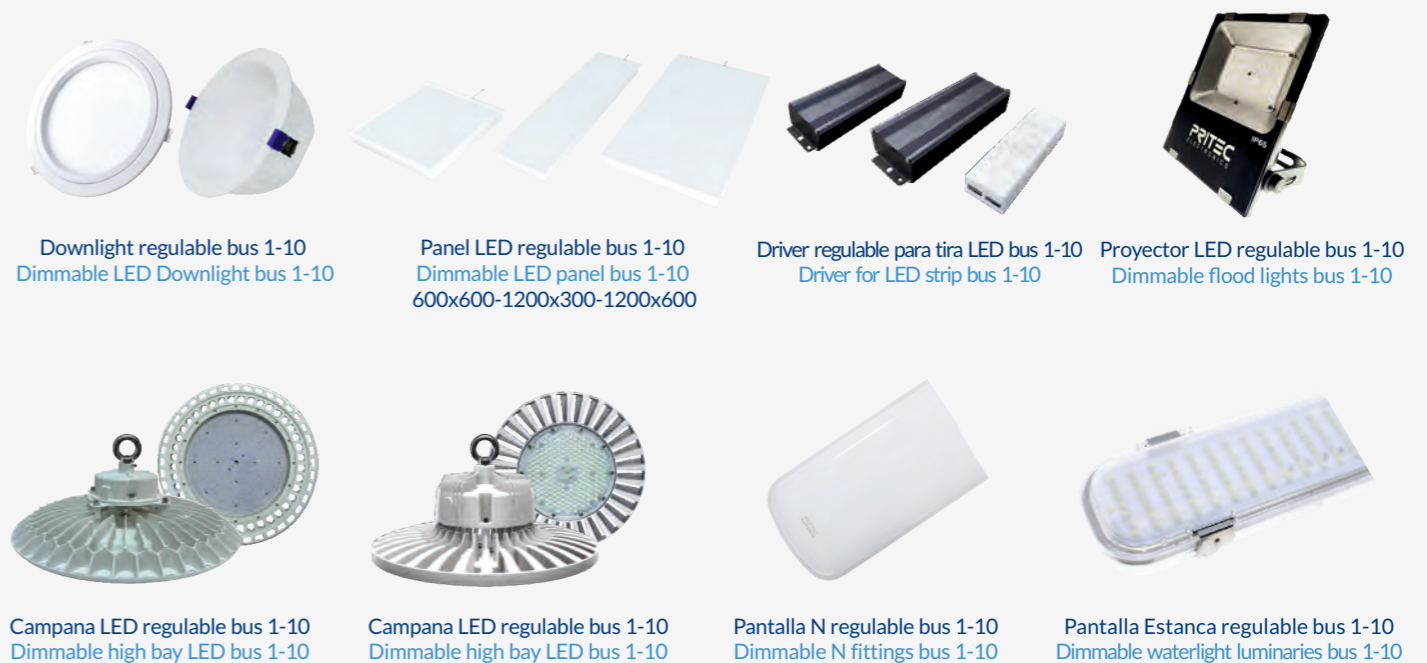 PRITEC
ELECTRONICS
IP65
Downlight regulable bus 1-10
Dimmable LED Downlight bus 1-10
Panel LED regulable bus 1-10
Dimmable LED panel bus 1-10
600x600-1200x300-1200x600
Driver regulable para tira LED bus 1-10
Driver for LED strip bus 1-10
Proyector LED regulable bus 1-10
Dimmable flood lights bus 1-10
Campana LED regulable bus 1-10
Dimmable high bay LED bus 1-10
Campana LED regulable bus 1-10
Dimmable high bay LED bus 1-10
Pantalla N regulable bus 1-10
Dimmable N fittings bus 1-10
Pantalla Estanca regulable bus 1-10
Dimmable waterlight luminaries bus 1-10